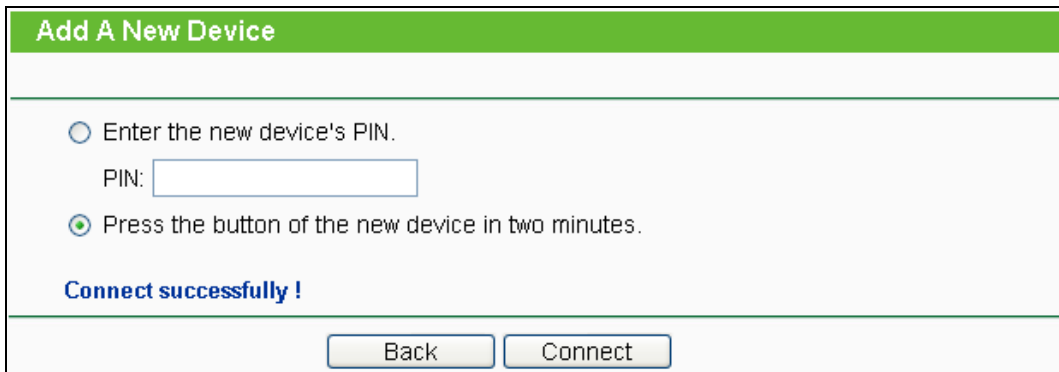 Add A New Device
Enter the new device's PIN.
PIN:
Press the button of the new device in two minutes.
Connect successfully !
Back Connect